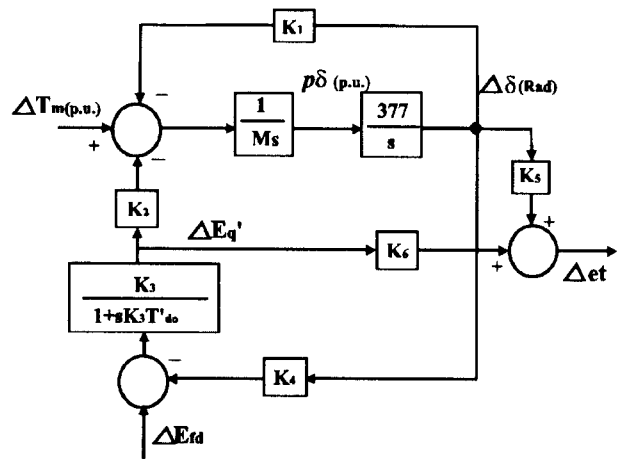 K₁
−
ΔTm(p.u.)
+
−
1
Ms
pδ (p.u.)
377
s
Δδ(Rad)
K₅
+
K₂
ΔEq'
K₆
+
Δet
K₃
1+sK₃T'do
−
K₄
ΔEfd